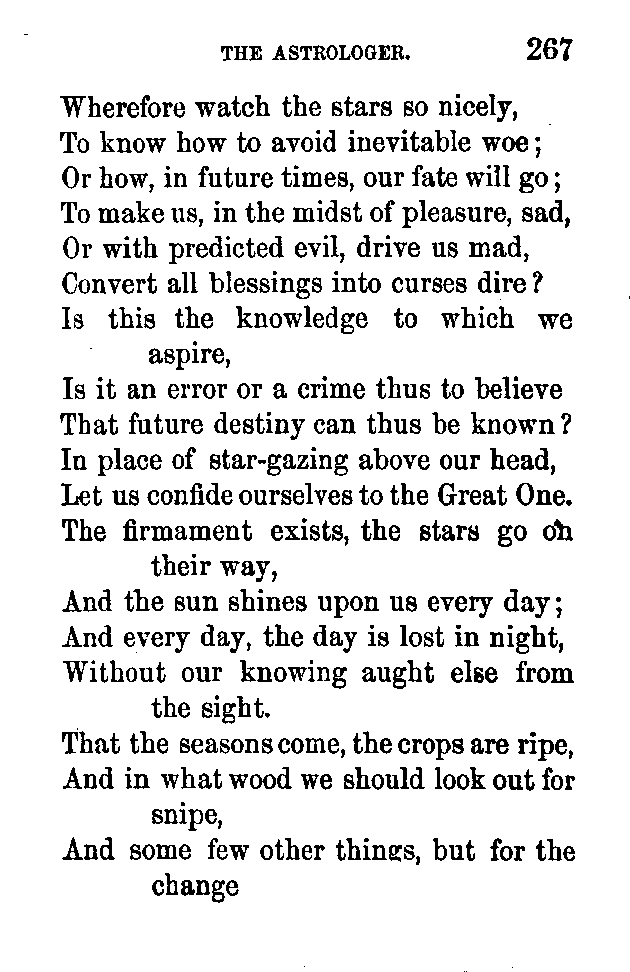 THE ASTROLOGER. 267
Wherefore watch the stars so nicely,
To know how to avoid inevitable woe;
Or how, in future times, our fate will go;
To make us, in the midst of pleasure, sad,
Or with predicted evil, drive us mad,
Convert all blessings into curses dire?
Is this the knowledge to which we
aspire,
Is it an error or a crime thus to believe
That future destiny can thus be known?
In place of star-gazing above our head,
Let us confide ourselves to the Great One.
The firmament exists, the stars go on
their way,
And the sun shines upon us every day;
And every day, the day is lost in night,
Without our knowing aught else from
the sight.
That the seasons come, the crops are ripe,
And in what wood we should look out for
snipe,
And some few other things, but for the
change